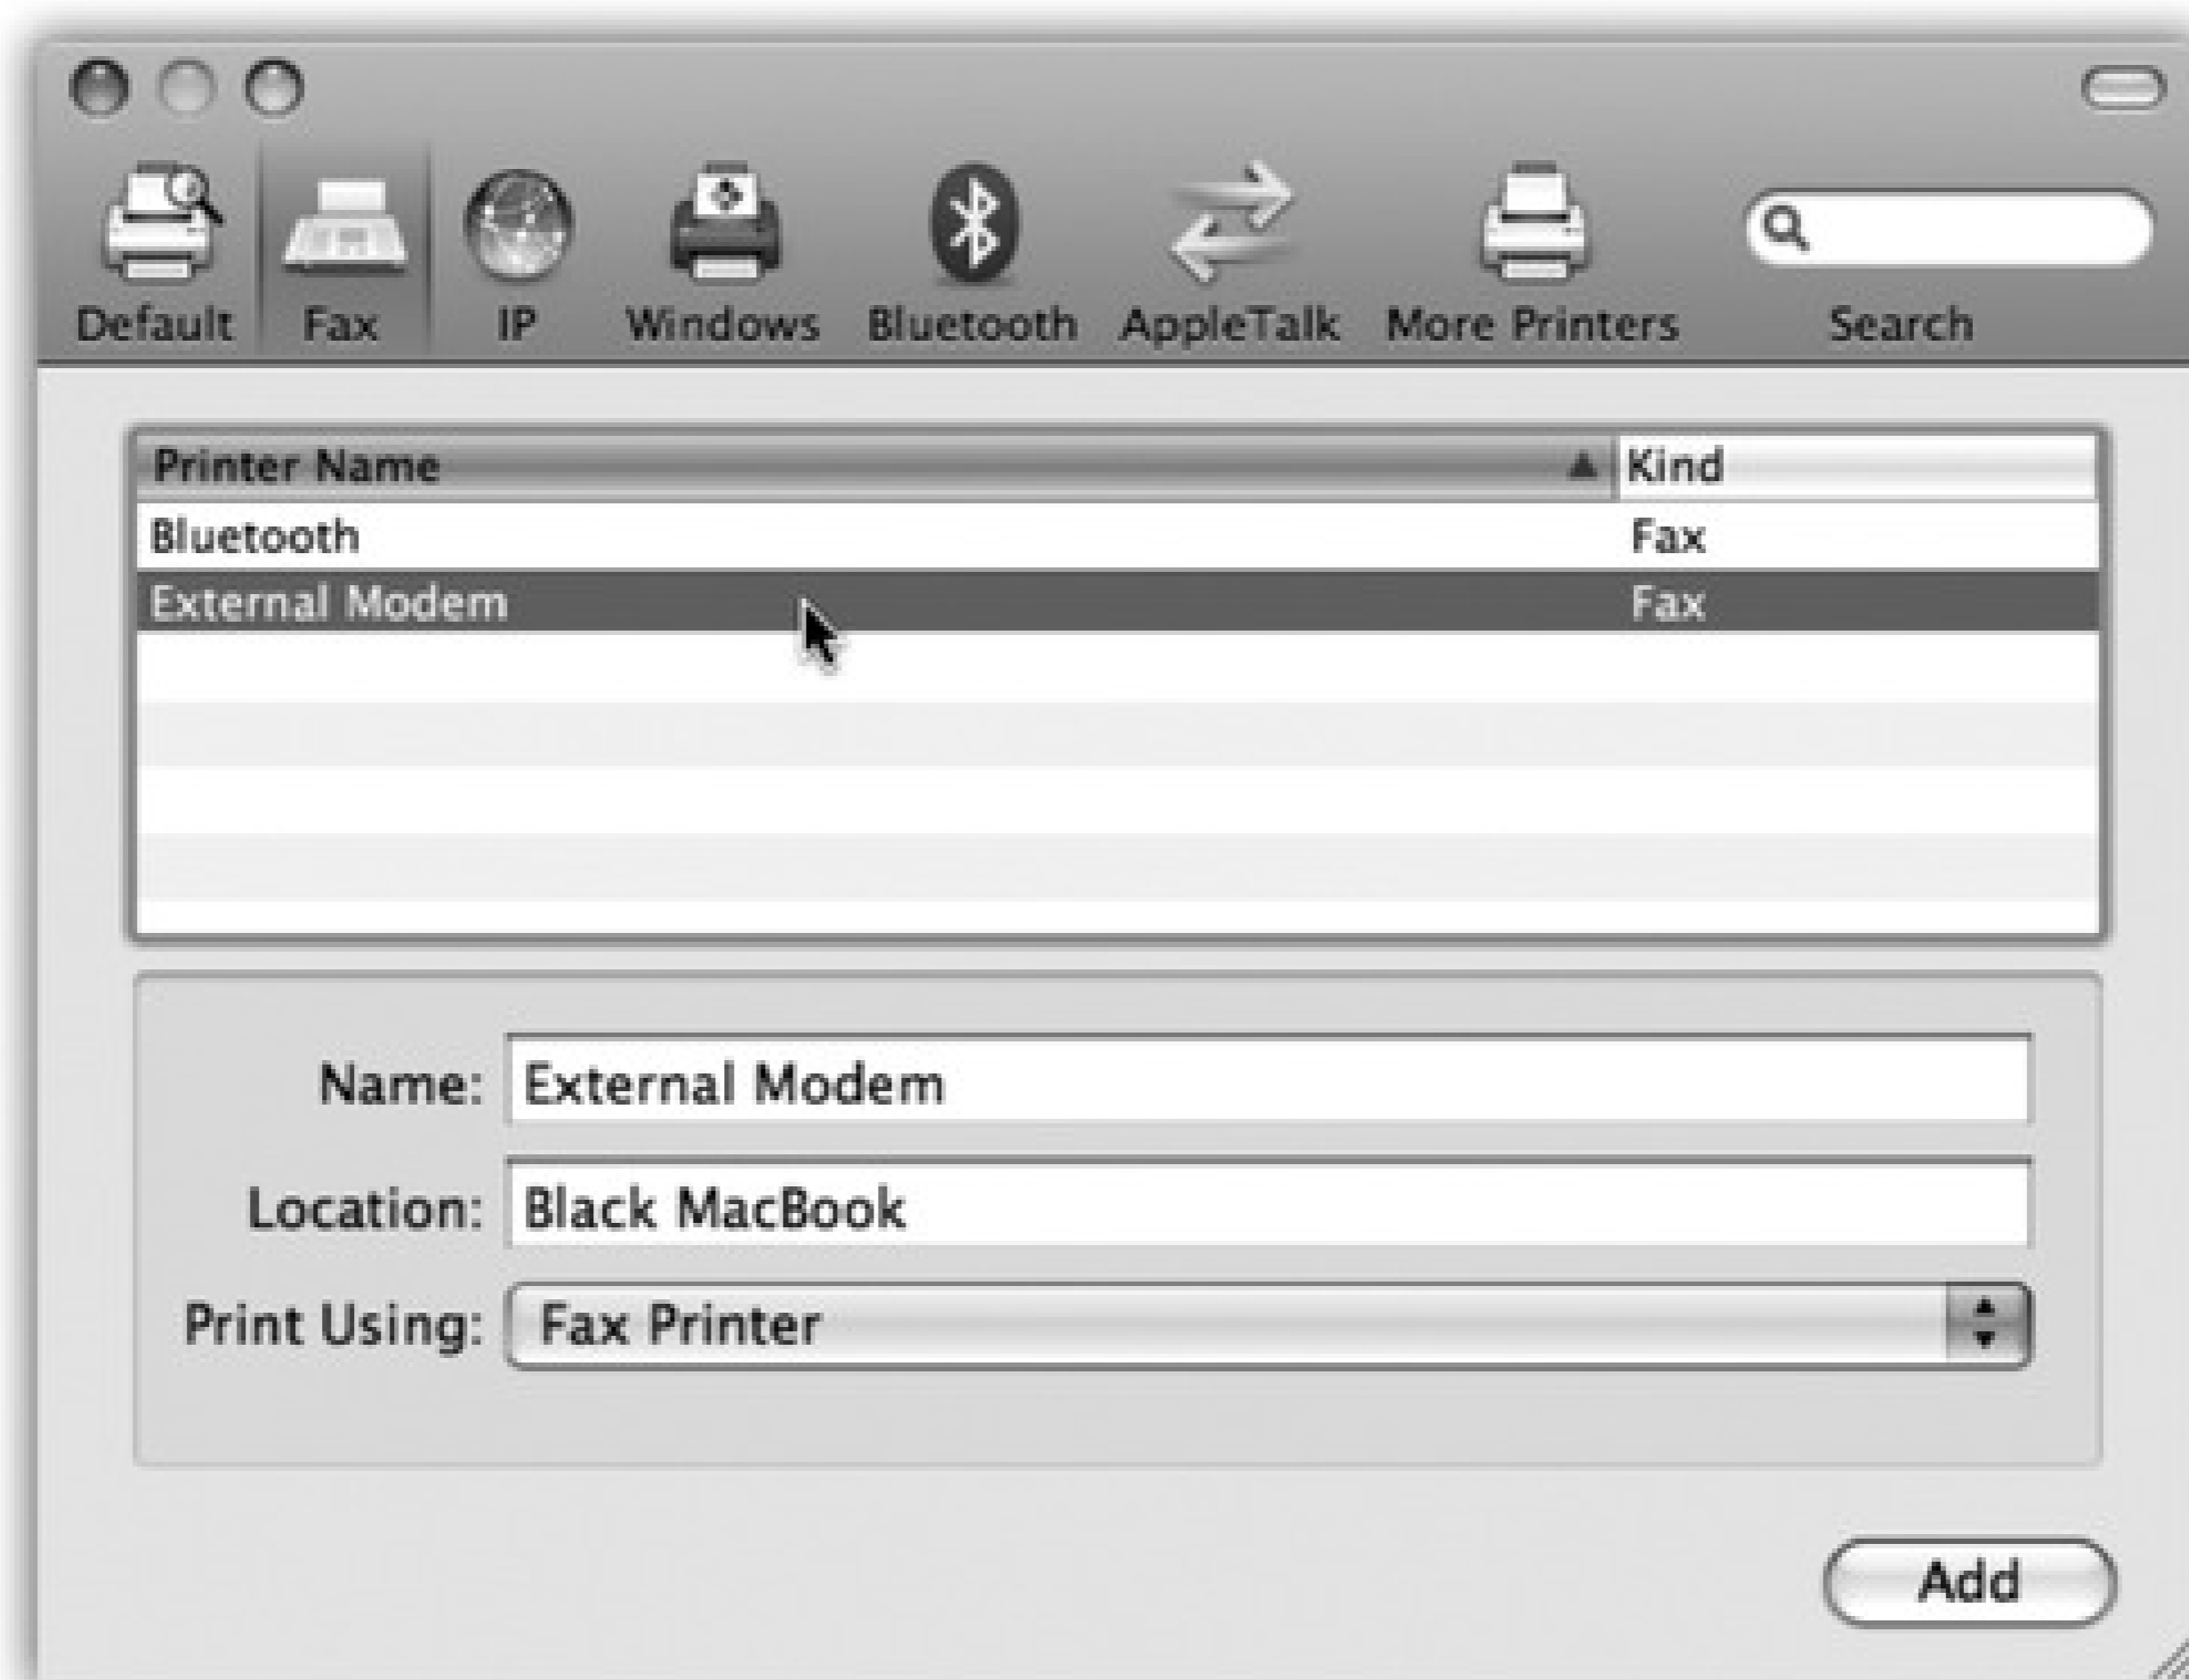 Default Fax IP Windows Bluetooth AppleTalk More Printers Search
Printer Name Kind
Bluetooth Fax
External Modem Fax
Name: External Modem
Location: Black MacBook
Print Using: Fax Printer
Add